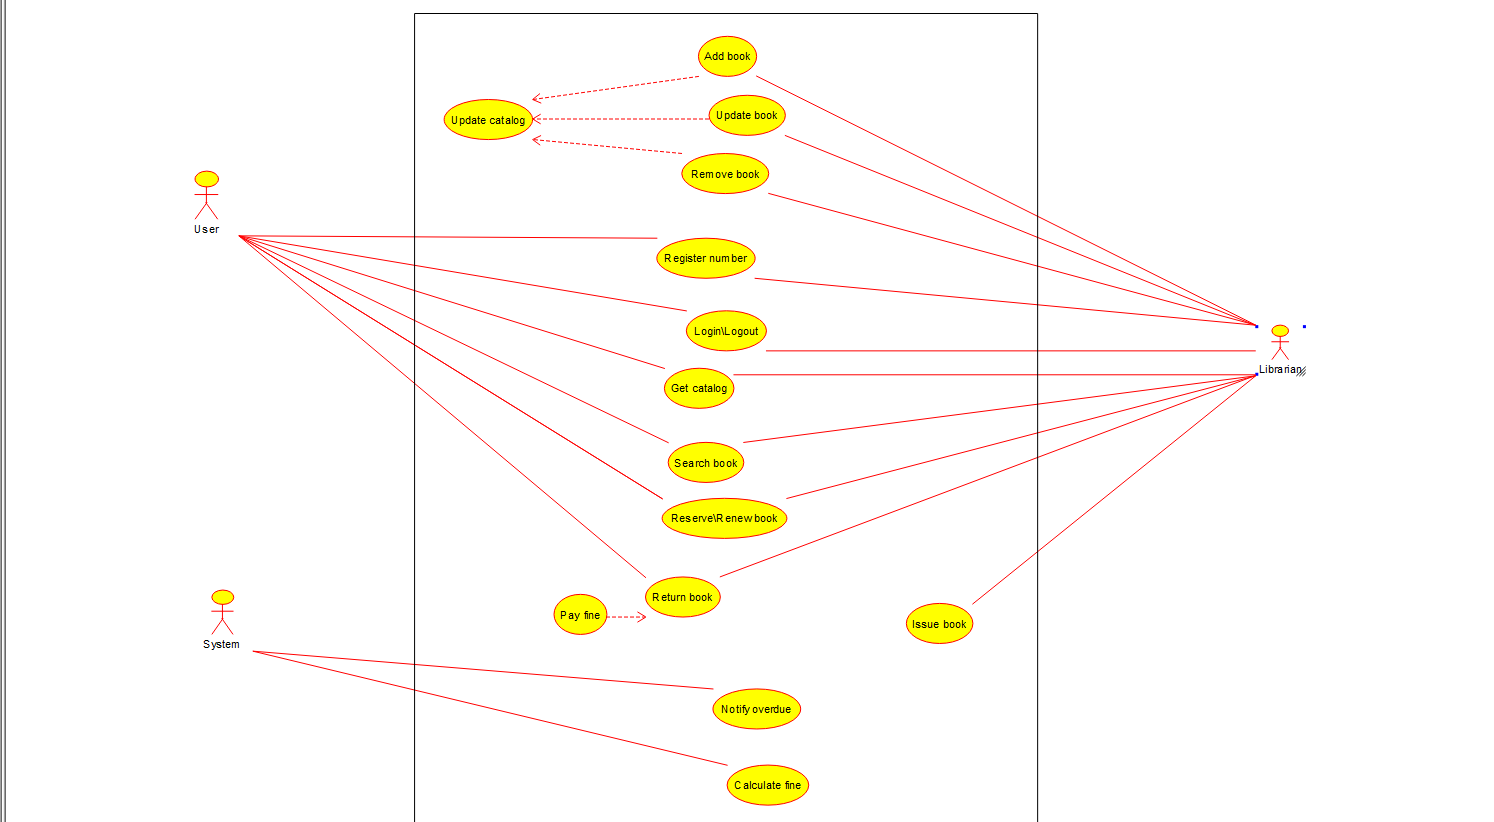 Add book
Update catalog
Update book
Remove book
User
Register number
Login\Logout
Get catalog
Librarian
Search book
Reserve\Renew book
Return book
Pay fine
Issue book
System
Notify overdue
Calculate fine